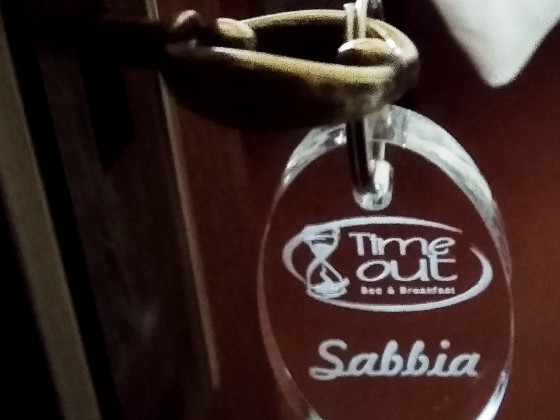 Time
out
Bed & Breakfast
Sabbia